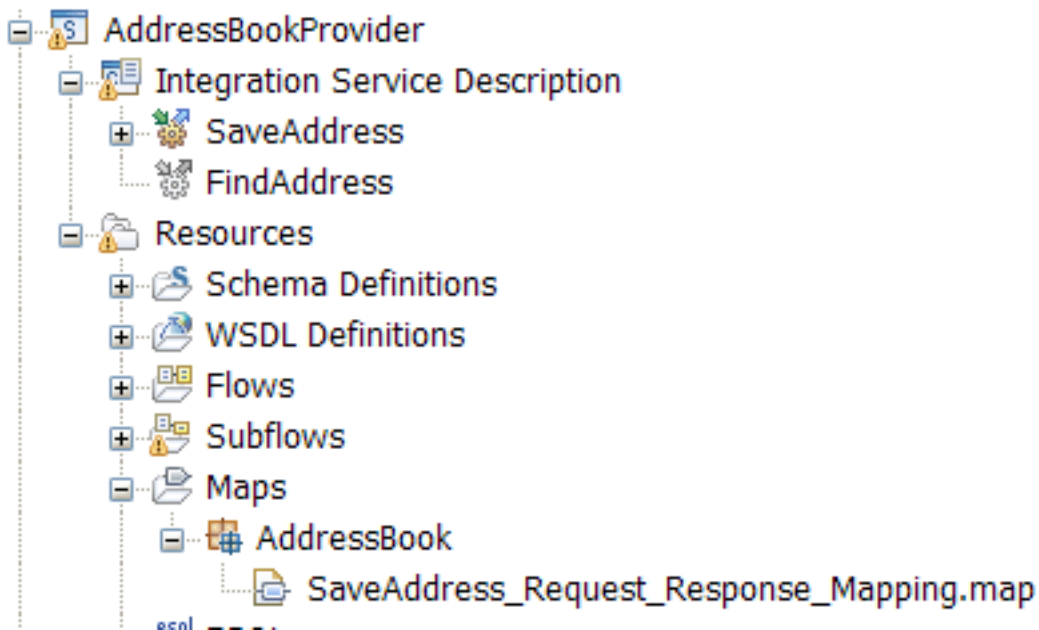 AddressBookProvider
Integration Service Description
SaveAddress
FindAddress
Resources
Schema Definitions
WSDL Definitions
Flows
Subflows
Maps
AddressBook
SaveAddress_Request_Response_Mapping.map